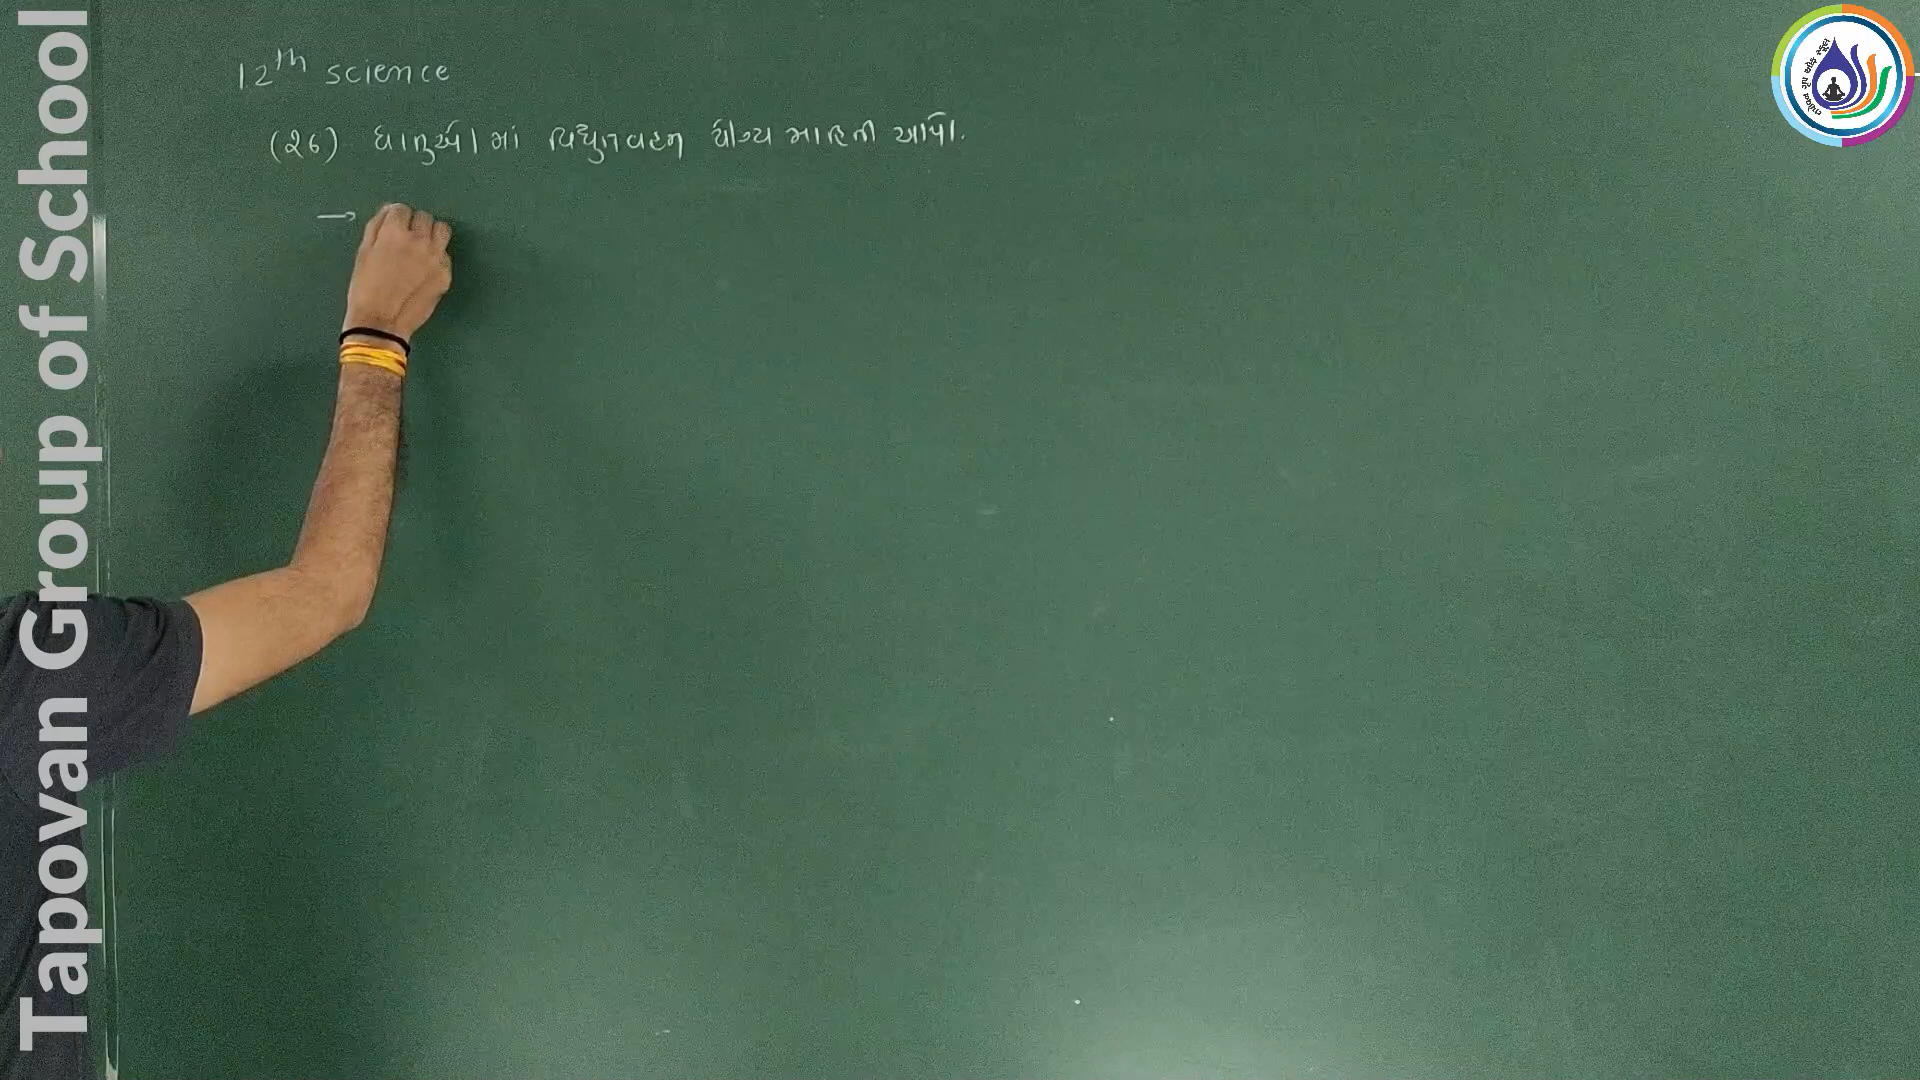 12th science
(26) ધાતુઓમાં વિદ્યુતવહન યોગ્ય માહિતી આપો.
→
Tapovan Group of School